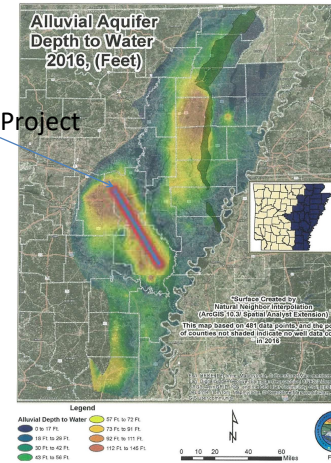 Alluvial Aquifer
Depth to Water
2016, (Feet)
Project
*Surface Created by
Natural Neighbor Interpolation
(ArcGIS 10.3/ Spatial Analyst Extension)
This map based on 481 data points, and the po
of counties not shaded indicate no well data co
in 2016
Legend
Alluvial Depth to Water
0 to 17 Ft.
18 Ft. to 28 Ft.
30 Ft. to 42 Ft.
43 Ft. to 56 Ft.
57 Ft. to 72 Ft.
73 Ft. to 91 Ft.
92 Ft. to 111 Ft.
112 Ft. to 145 Ft.
N
0 10 20 40 60
Miles